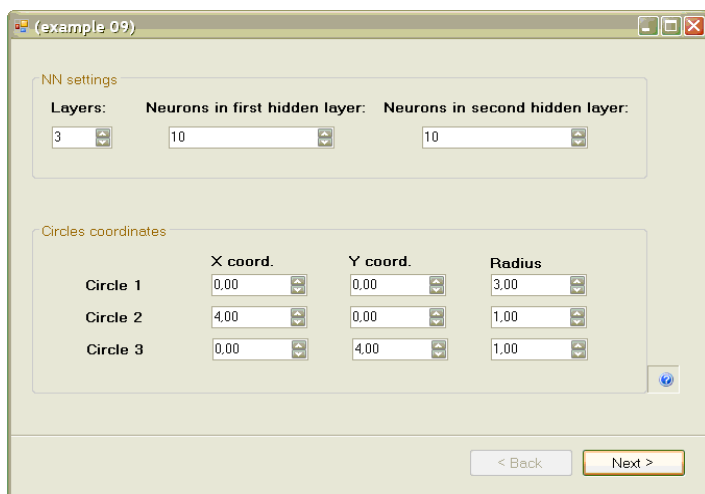 (example 09)
NN settings
Layers: Neurons in first hidden layer: Neurons in second hidden layer:
3 10 10
Circles coordinates
X coord. Y coord. Radius
Circle 1 0,00 0,00 3,00
Circle 2 4,00 0,00 1,00
Circle 3 0,00 4,00 1,00
< Back Next >